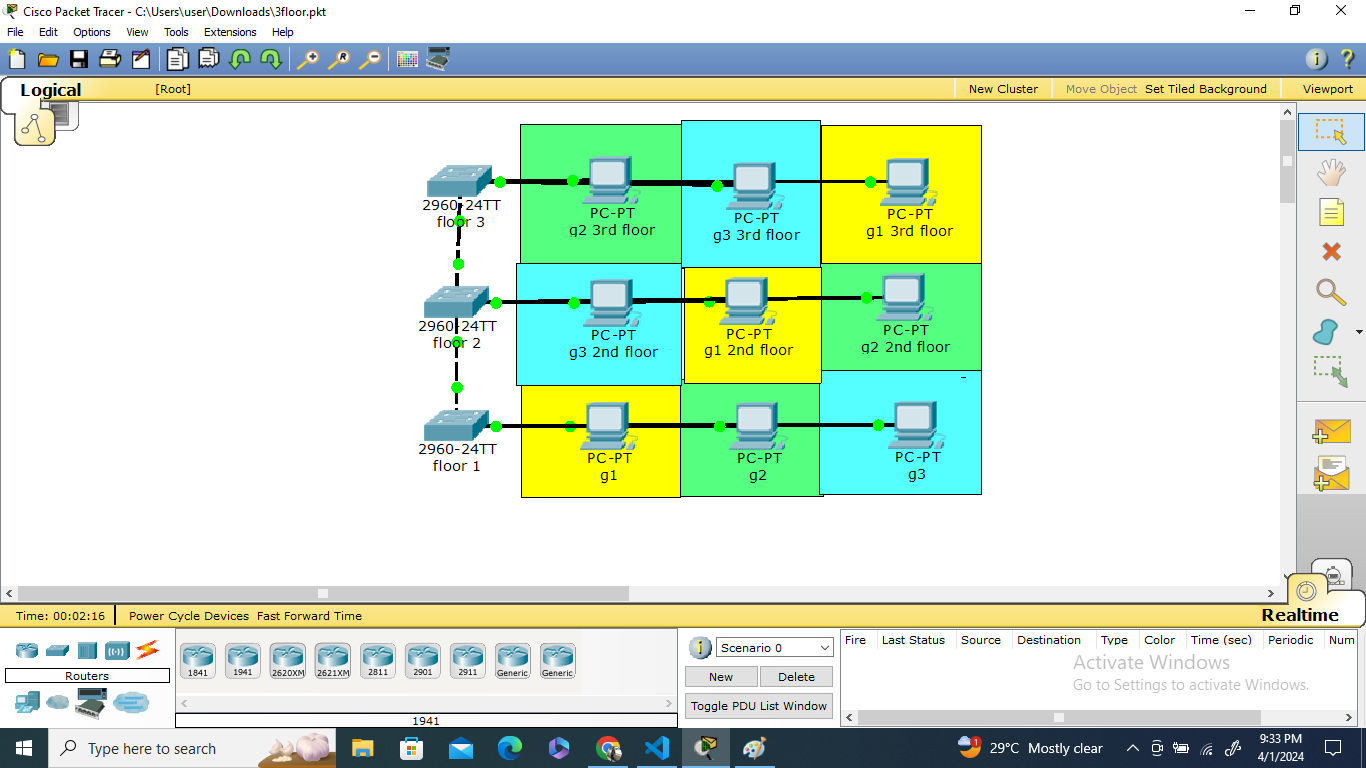 Cisco Packet Tracer - C:\Users\user\Downloads\3floor.pkt
File Edit Options View Tools Extensions Help
Logical [Root] New Cluster Move Object Set Tiled Background Viewport
2960-24TT
floor 3
PC-PT
g2 3rd floor
PC-PT
g3 3rd floor
PC-PT
g1 3rd floor
2960-24TT
floor 2
PC-PT
g3 2nd floor
PC-PT
g1 2nd floor
PC-PT
g2 2nd floor
2960-24TT
floor 1
PC-PT
g1
PC-PT
g2
PC-PT
g3
Time: 00:02:16 Power Cycle Devices Fast Forward Time Realtime
Routers
1841 1941 2620XM 2621XM 2811 2901 2911 Generic Generic
1941
Scenario 0
New Delete
Toggle PDU List Window
Fire Last Status Source Destination Type Color Time (sec) Periodic Num
Activate Windows
Go to Settings to activate Windows.
Type here to search
1
29°C Mostly clear
9:33 PM
4/1/2024